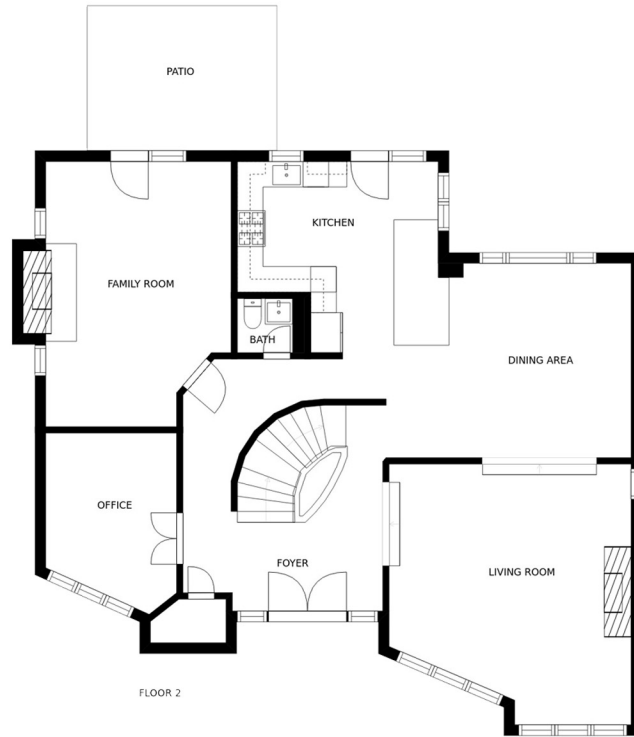 PATIO
KITCHEN
FAMILY ROOM
BATH
DINING AREA
OFFICE
FOYER
LIVING ROOM
FLOOR 2